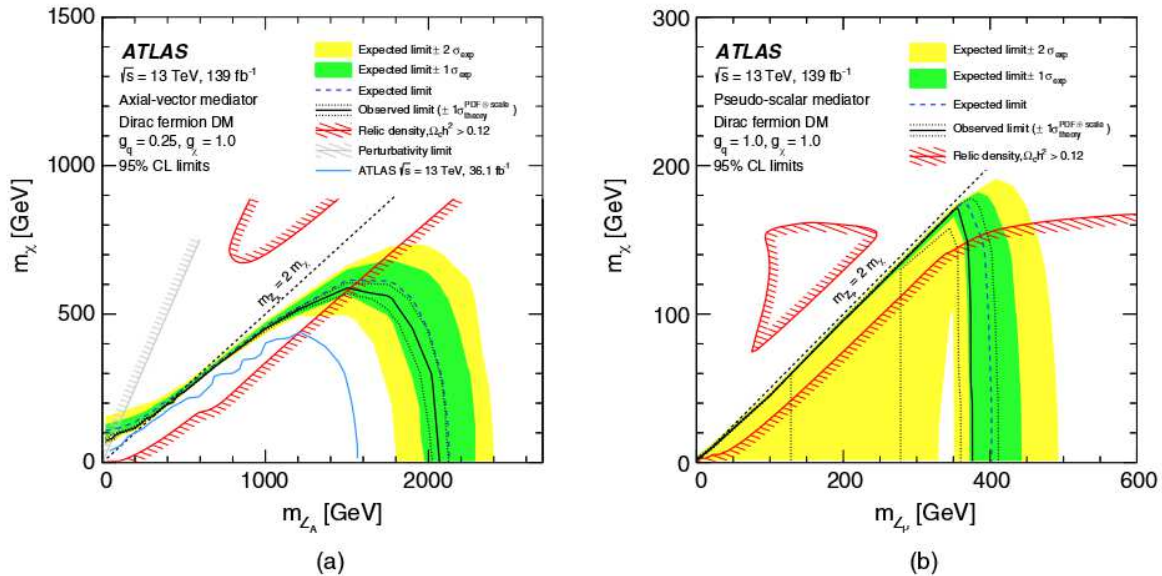 ATLAS
√s = 13 TeV, 139 fb⁻¹
Axial-vector mediator
Dirac fermion DM
g_q = 0.25, g_χ = 1.0
95% CL limits
Expected limit ± 2 σ_exp
Expected limit ± 1 σ_exp
Expected limit
Observed limit (± 1σ_theory^PDF⊕scale)
Relic density, Ω_c h² > 0.12
Perturbativity limit
ATLAS √s = 13 TeV, 36.1 fb⁻¹
m_Z_A = 2 m_χ
1500
1000
500
0
m_χ [GeV]
0 1000 2000
m_Z_A [GeV]
(a)
ATLAS
√s = 13 TeV, 139 fb⁻¹
Pseudo-scalar mediator
Dirac fermion DM
g_q = 1.0, g_χ = 1.0
95% CL limits
Expected limit ± 2 σ_exp
Expected limit ± 1σ_exp
Expected limit
Observed limit (± 1σ_theory^PDF⊕scale)
Relic density, Ω_c h² > 0.12
m_Z_P = 2 m_χ
300
200
100
0
m_χ [GeV]
0 200 400 600
m_Z_P [GeV]
(b)